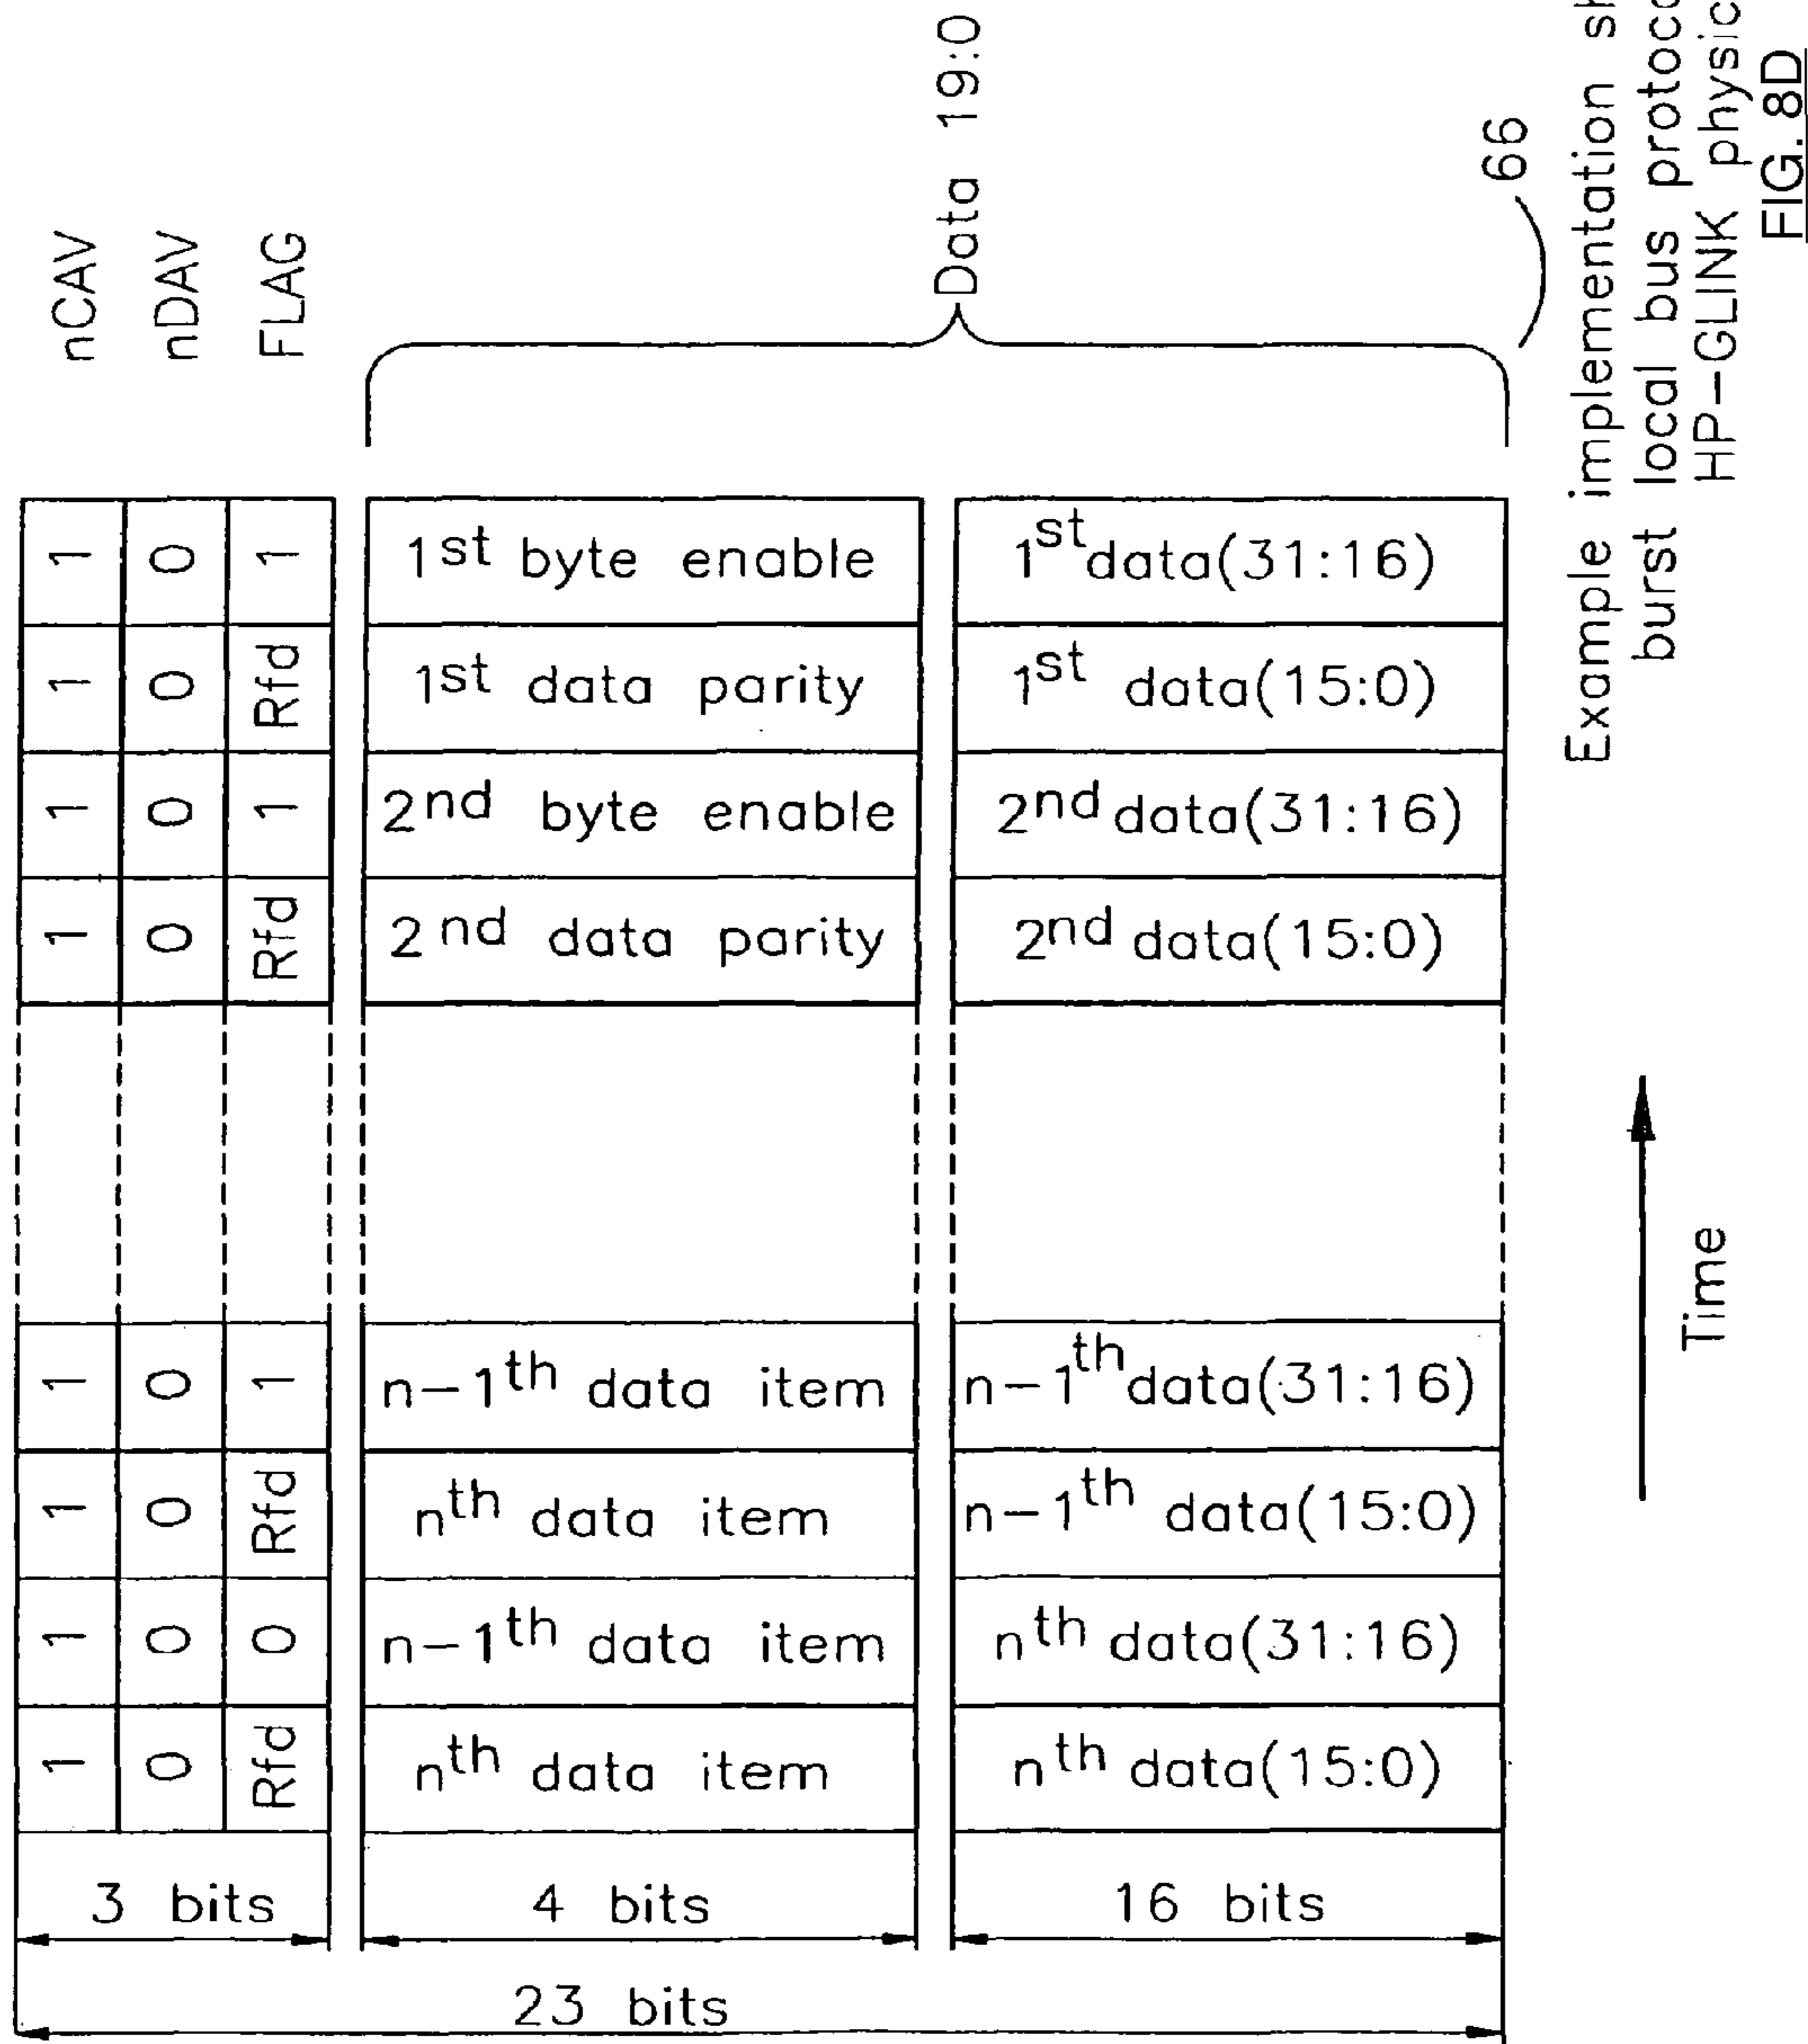 nCAV
nDAV
FLAG
1 1 1 1 1 1 1 1
0 0 0 0 0 0 0 0
1 Rfd 1 Rfd 1 Rfd 0 Rfd
1st byte enable
1st data(31:16)
1st data parity
1st data(15:0)
2nd byte enable
2nd data(31:16)
2nd data parity
2nd data(15:0)
n-1th data item
n-1th data(31:16)
nth data item
n-1th data(15:0)
n-1th data item
nth data(31:16)
nth data item
nth data(15:0)
3 bits
4 bits
16 bits
23 bits
Data 19:0
66
Time
Example implementation
burst local bus
HP-GLINK
FIG. 8D